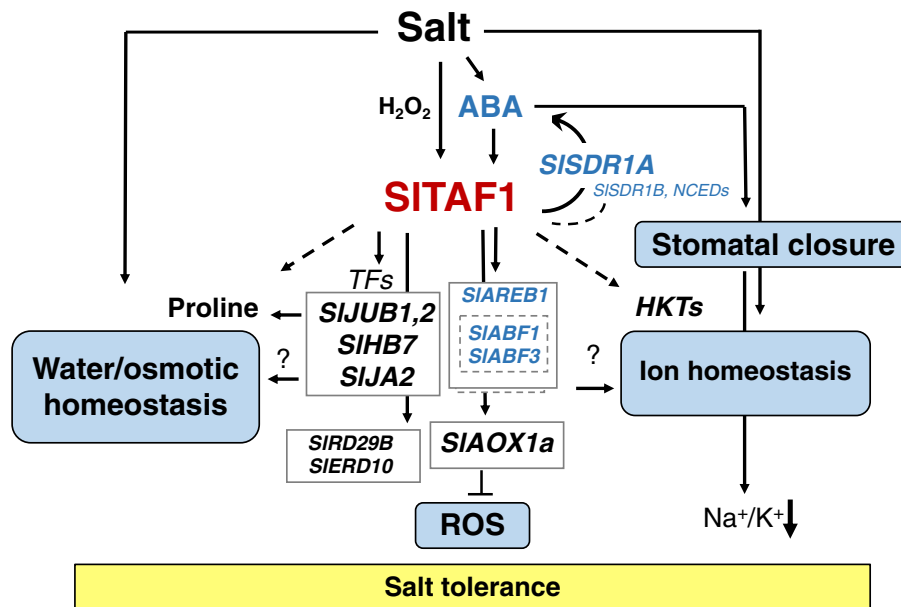 Salt
H₂O₂
ABA
SlSDR1A
SlSDR1B, NCEDs
SlTAF1
Stomatal closure
TFs
SlAREB1
HKTs
Proline
SlJUB1,2
SlHB7
SlJA2
SlABF1
SlABF3
?
?
Water/osmotic
homeostasis
Ion homeostasis
SlRD29B
SlERD10
SlAOX1a
ROS
Na⁺/K⁺
Salt tolerance